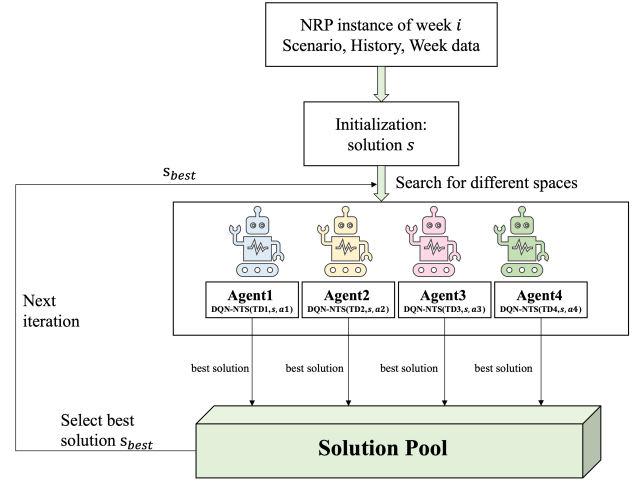 NRP instance of week i
Scenario, History, Week data
Initialization:
solution s
s_best
Search for different spaces
Agent1
DQN-NTS(TD1, s, a1)
Agent2
DQN-NTS(TD2, s, a2)
Agent3
DQN-NTS(TD3, s, a3)
Agent4
DQN-NTS(TD4, s, a4)
Next
iteration
best solution
best solution
best solution
best solution
Select best
solution s_best
Solution Pool